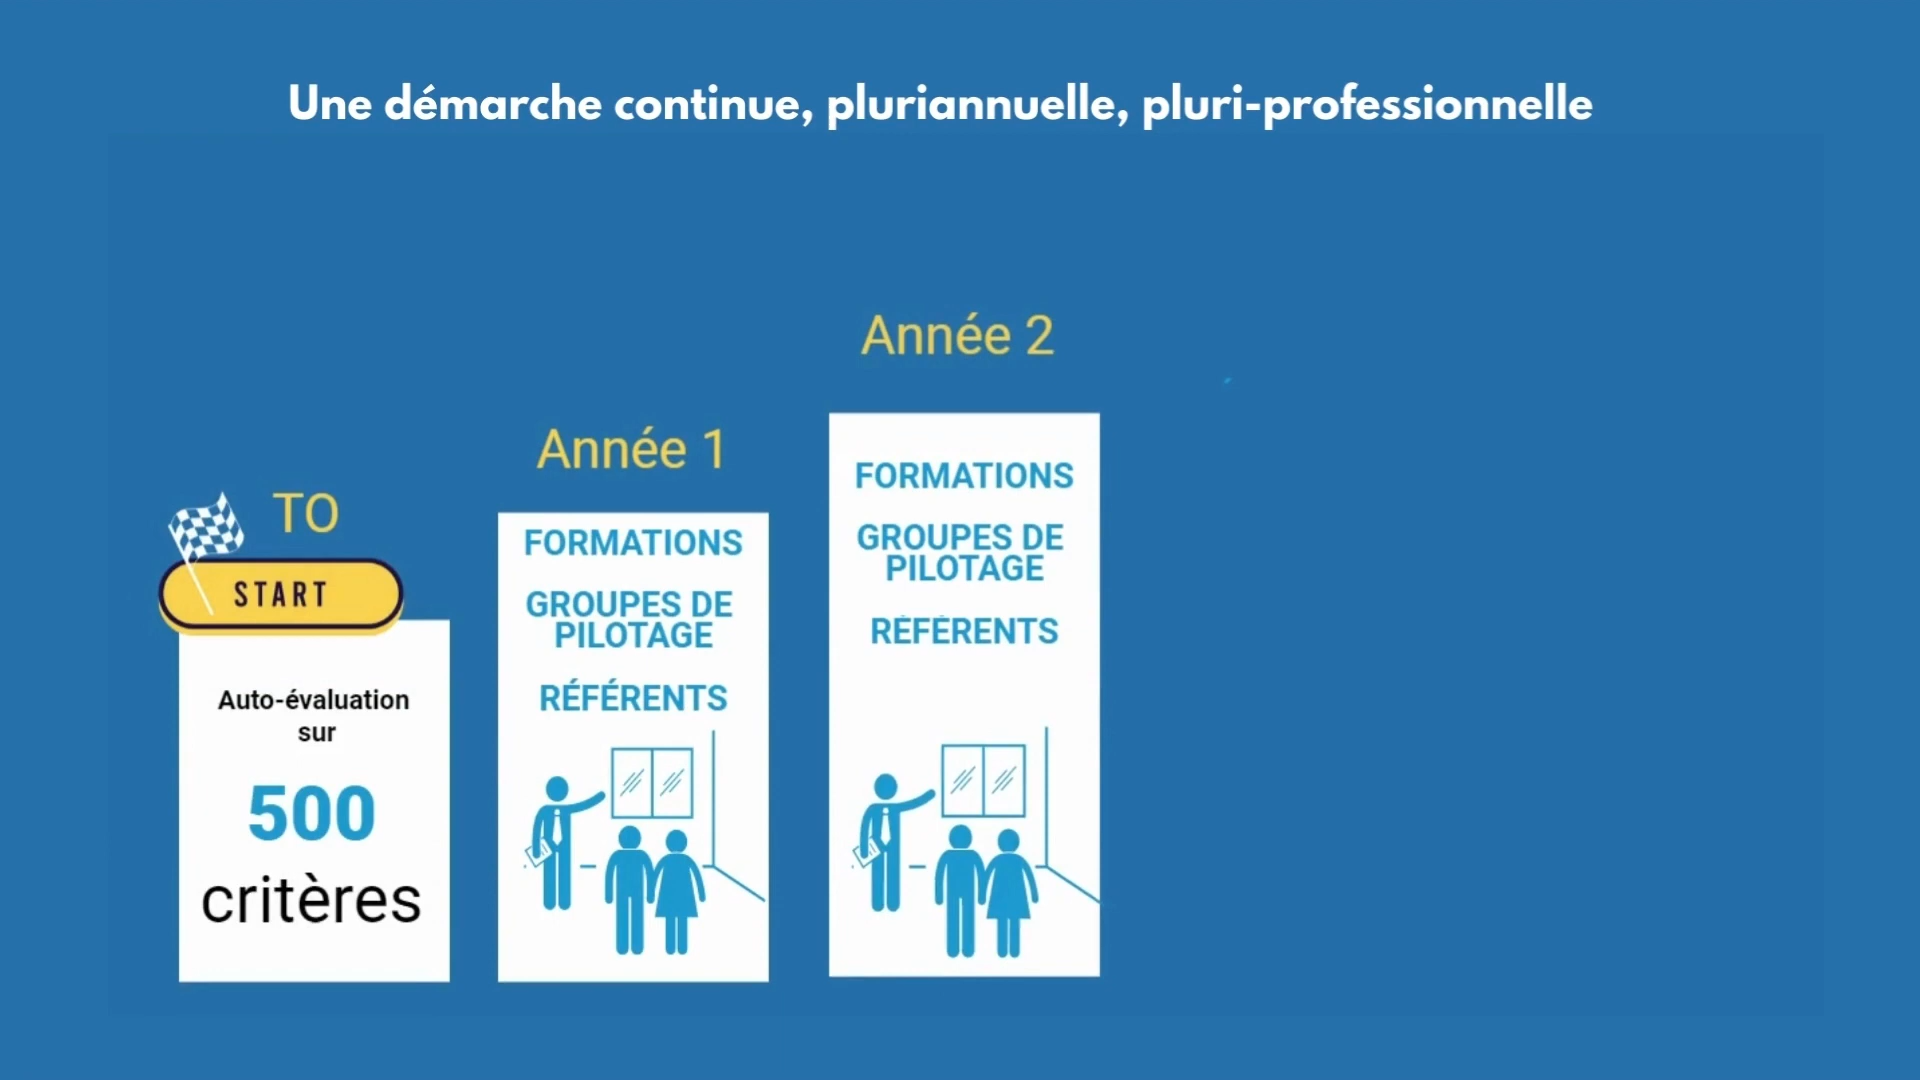 Une démarche continue, pluriannuelle, pluri-professionnelle
TO
START
Auto-évaluation
sur
500
critères
Année 1
FORMATIONS
GROUPES DE
PILOTAGE
RÉFÉRENTS
Année 2
FORMATIONS
GROUPES DE
PILOTAGE
RÉFÉRENTS